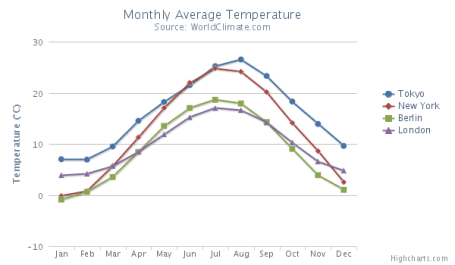 Monthly Average Temperature
Source: WorldClimate.com
Temperature (°C)
30
20
10
0
-10
Jan Feb Mar Apr May Jun Jul Aug Sep Oct Nov Dec
Tokyo
New York
Berlin
London
Highcharts.com